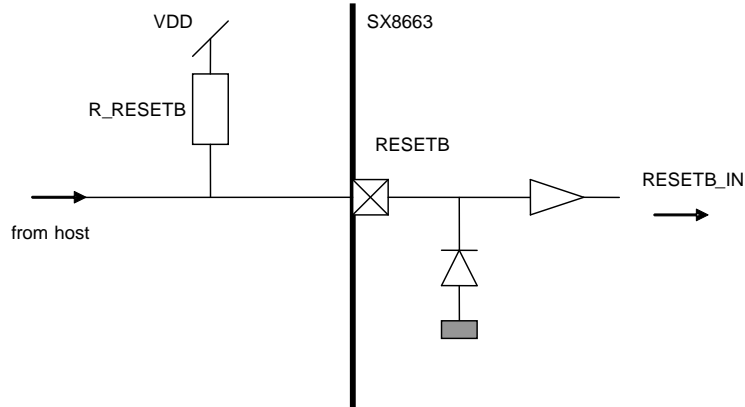 VDD
SX8663
R_RESETB
RESETB
RESETB_IN
from host